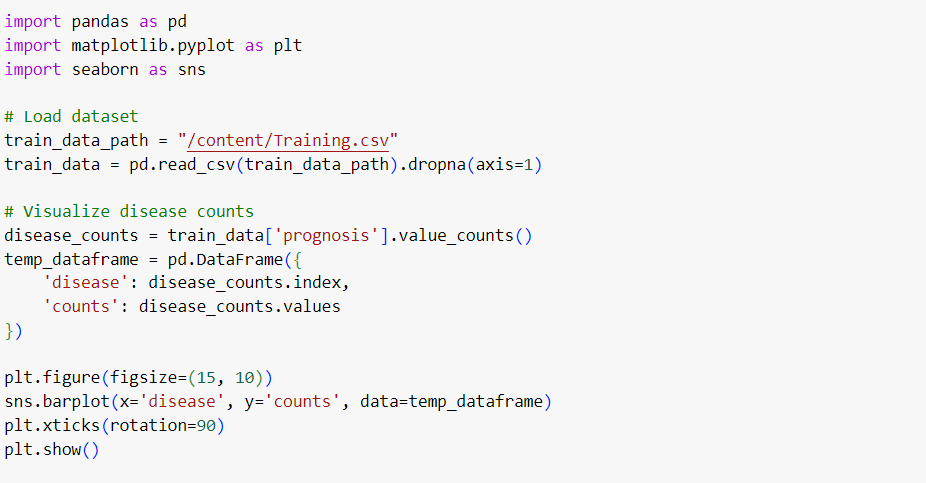 import pandas as pd
import matplotlib.pyplot as plt
import seaborn as sns
# Load dataset
train_data_path = "/content/Training.csv"
train_data = pd.read_csv(train_data_path).dropna(axis=1)
# Visualize disease counts
disease_counts = train_data['prognosis'].value_counts()
temp_dataframe = pd.DataFrame({
    'disease': disease_counts.index,
    'counts': disease_counts.values
})
plt.figure(figsize=(15, 10))
sns.barplot(x='disease', y='counts', data=temp_dataframe)
plt.xticks(rotation=90)
plt.show()